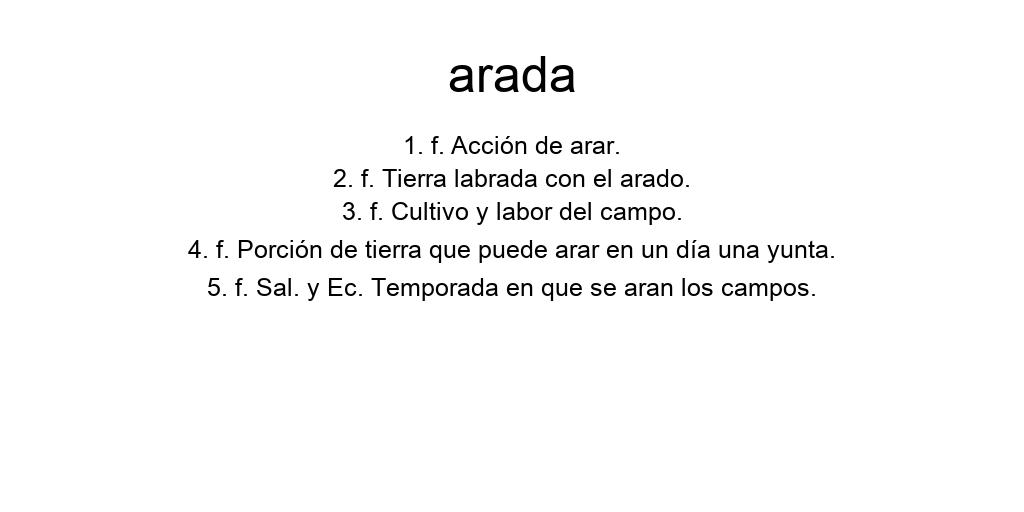 arada
1. f. Acción de arar.
2. f. Tierra labrada con el arado.
3. f. Cultivo y labor del campo.
4. f. Porción de tierra que puede arar en un día una yunta.
5. f. Sal. y Ec. Temporada en que se aran los campos.